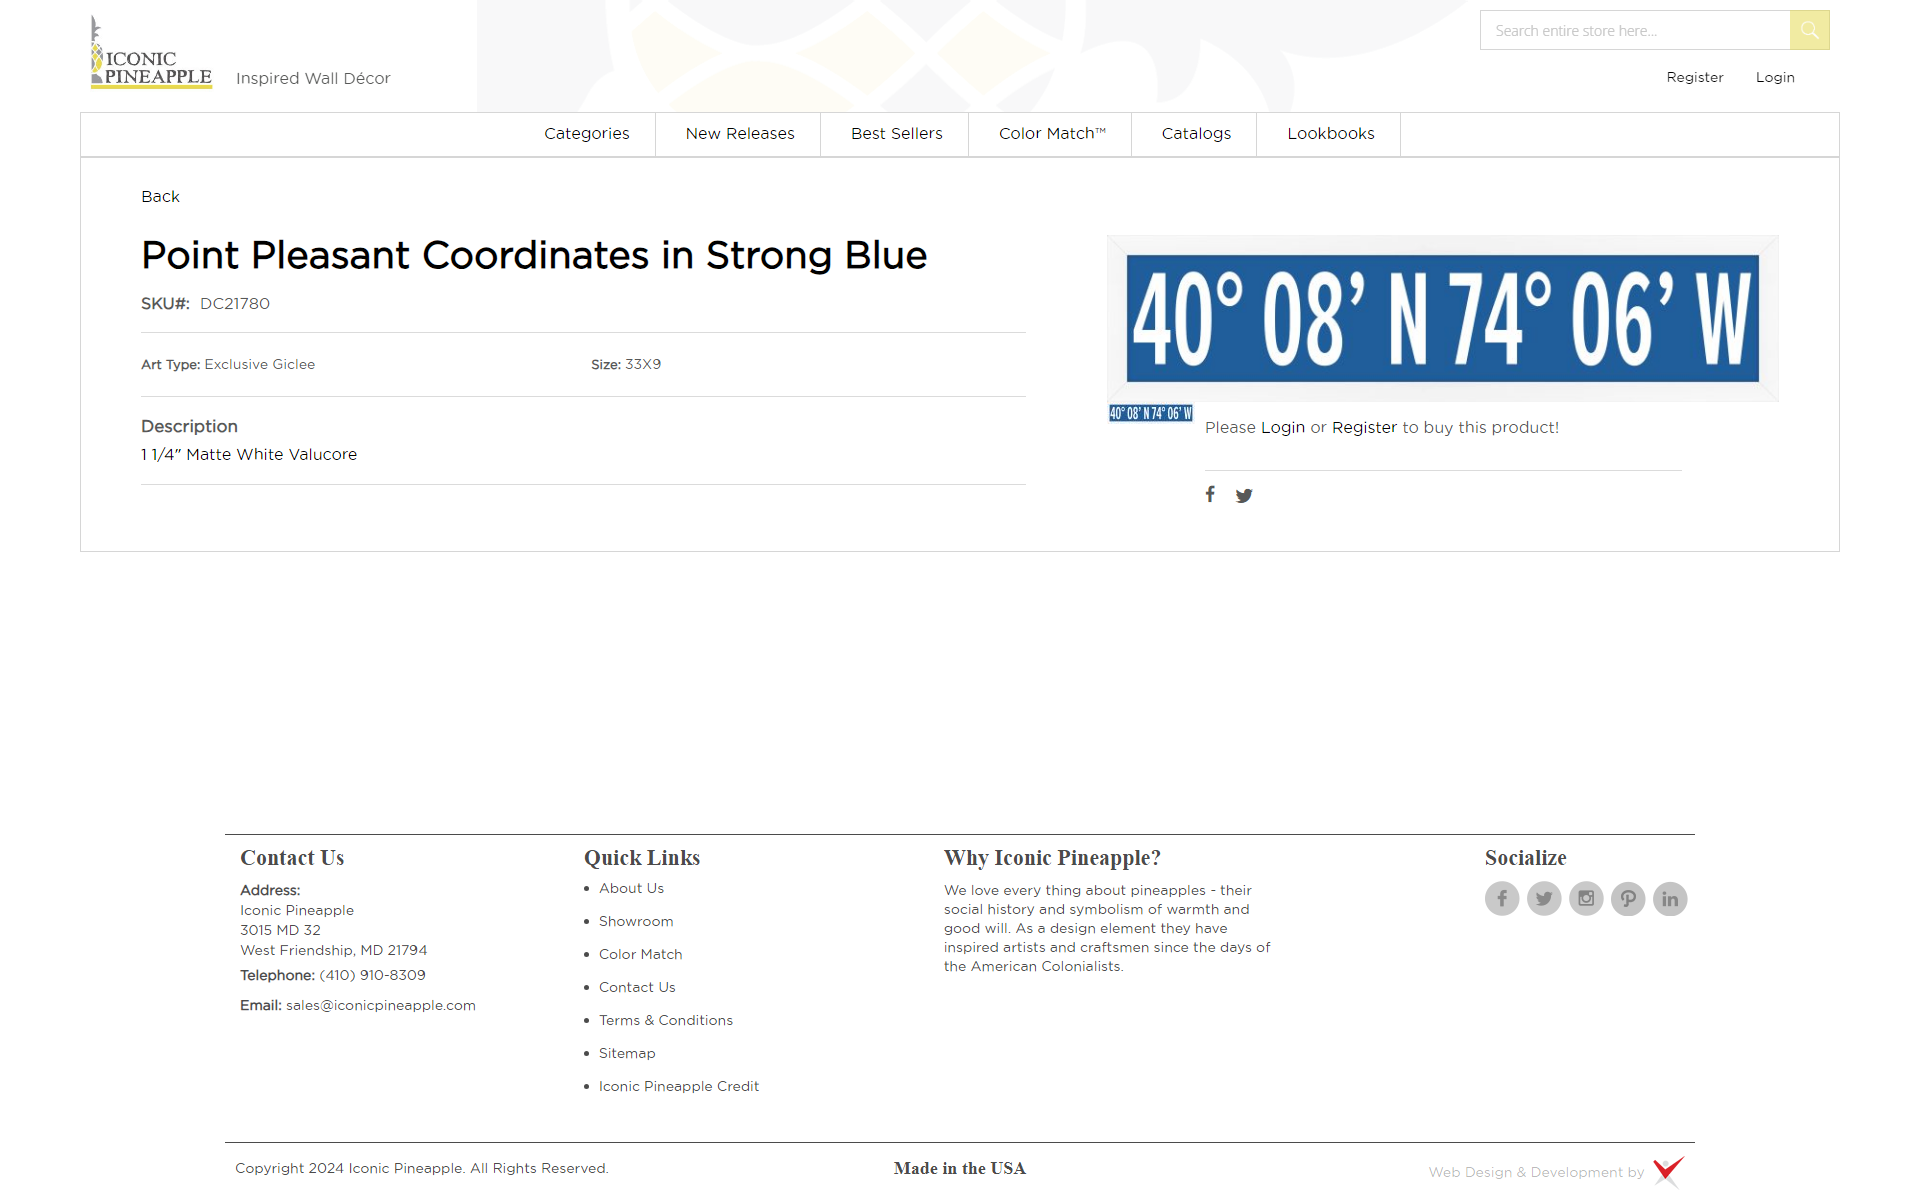 ICONIC
PINEAPPLE
Inspired Wall Décor
Search entire store here...
Register
Login
Categories
New Releases
Best Sellers
Color Match™
Catalogs
Lookbooks
Back
Point Pleasant Coordinates in Strong Blue
SKU#: DC21780
Art Type: Exclusive Giclee
Size: 33X9
Description
1 1/4" Matte White Valucore
40° 08’ N 74° 06’ W
40° 08’ N 74° 06’ W
Please Login or Register to buy this product!
Contact Us
Address:
Iconic Pineapple
3015 MD 32
West Friendship, MD 21794
Telephone: (410) 910-8309
Email: sales@iconicpineapple.com
Quick Links
About Us
Showroom
Color Match
Contact Us
Terms & Conditions
Sitemap
Iconic Pineapple Credit
Why Iconic Pineapple?
We love every thing about pineapples - their
social history and symbolism of warmth and
good will. As a design element they have
inspired artists and craftsmen since the days of
the American Colonialists.
Socialize
Copyright 2024 Iconic Pineapple. All Rights Reserved.
Made in the USA
Web Design & Development by